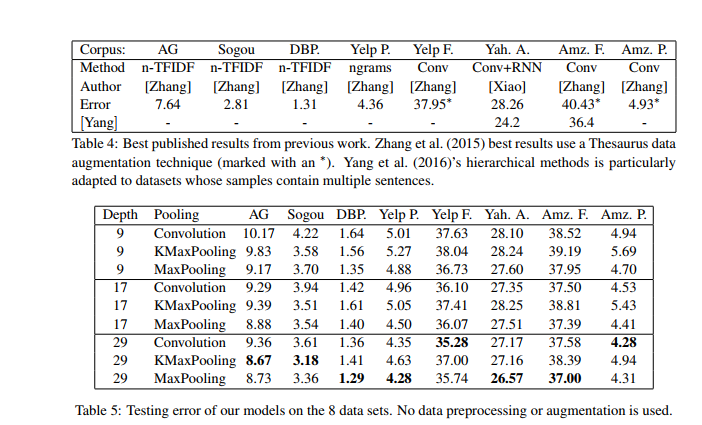 Corpus: AG Sogou DBP. Yelp P. Yelp F. Yah. A. Amz. F. Amz. P.
Method n-TFIDF n-TFIDF n-TFIDF ngrams Conv Conv+RNN Conv Conv
Author [Zhang] [Zhang] [Zhang] [Zhang] [Zhang] [Xiao] [Zhang] [Zhang]
Error 7.64 2.81 1.31 4.36 37.95* 28.26 40.43* 4.93*
[Yang] - - - - - 24.2 36.4 -
Table 4: Best published results from previous work. Zhang et al. (2015) best results use a Thesaurus data
augmentation technique (marked with an *). Yang et al. (2016)'s hierarchical methods is particularly
adapted to datasets whose samples contain multiple sentences.
Depth Pooling AG Sogou DBP. Yelp P. Yelp F. Yah. A. Amz. F. Amz. P.
9 Convolution 10.17 4.22 1.64 5.01 37.63 28.10 38.52 4.94
9 KMaxPooling 9.83 3.58 1.56 5.27 38.04 28.24 39.19 5.69
9 MaxPooling 9.17 3.70 1.35 4.88 36.73 27.60 37.95 4.70
17 Convolution 9.29 3.94 1.42 4.96 36.10 27.35 37.50 4.53
17 KMaxPooling 9.39 3.51 1.61 5.05 37.41 28.25 38.81 5.43
17 MaxPooling 8.88 3.54 1.40 4.50 36.07 27.51 37.39 4.41
29 Convolution 9.36 3.61 1.36 4.35 35.28 27.17 37.58 4.28
29 KMaxPooling 8.67 3.18 1.41 4.63 37.00 27.16 38.39 4.94
29 MaxPooling 8.73 3.36 1.29 4.28 35.74 26.57 37.00 4.31
Table 5: Testing error of our models on the 8 data sets. No data preprocessing or augmentation is used.